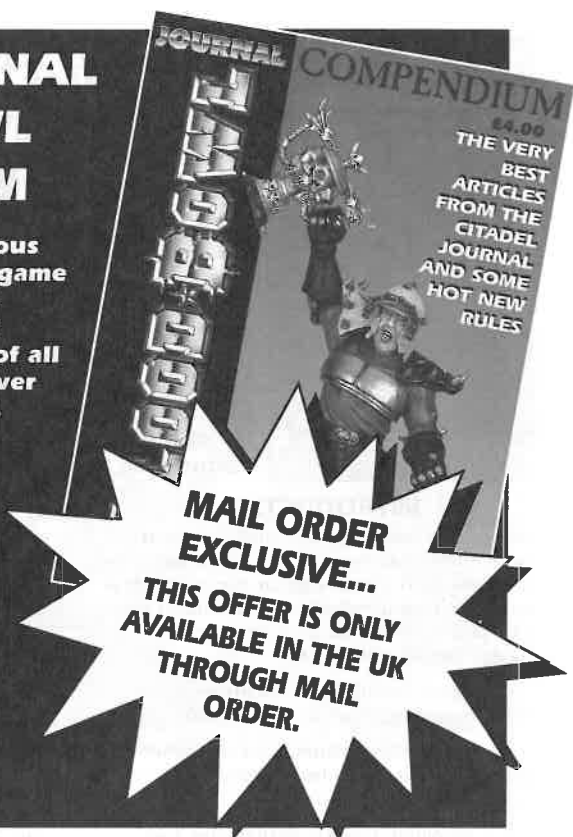 NAL
VL
M
ous
game
of all
ver
JOURNAL
BLOOD BOWL
COMPENDIUM
£4.00
THE VERY
BEST
ARTICLES
FROM THE
CITADEL
JOURNAL
AND SOME
HOT NEW
RULES
MAIL ORDER
EXCLUSIVE...
THIS OFFER IS ONLY
AVAILABLE IN THE UK
THROUGH MAIL
ORDER.